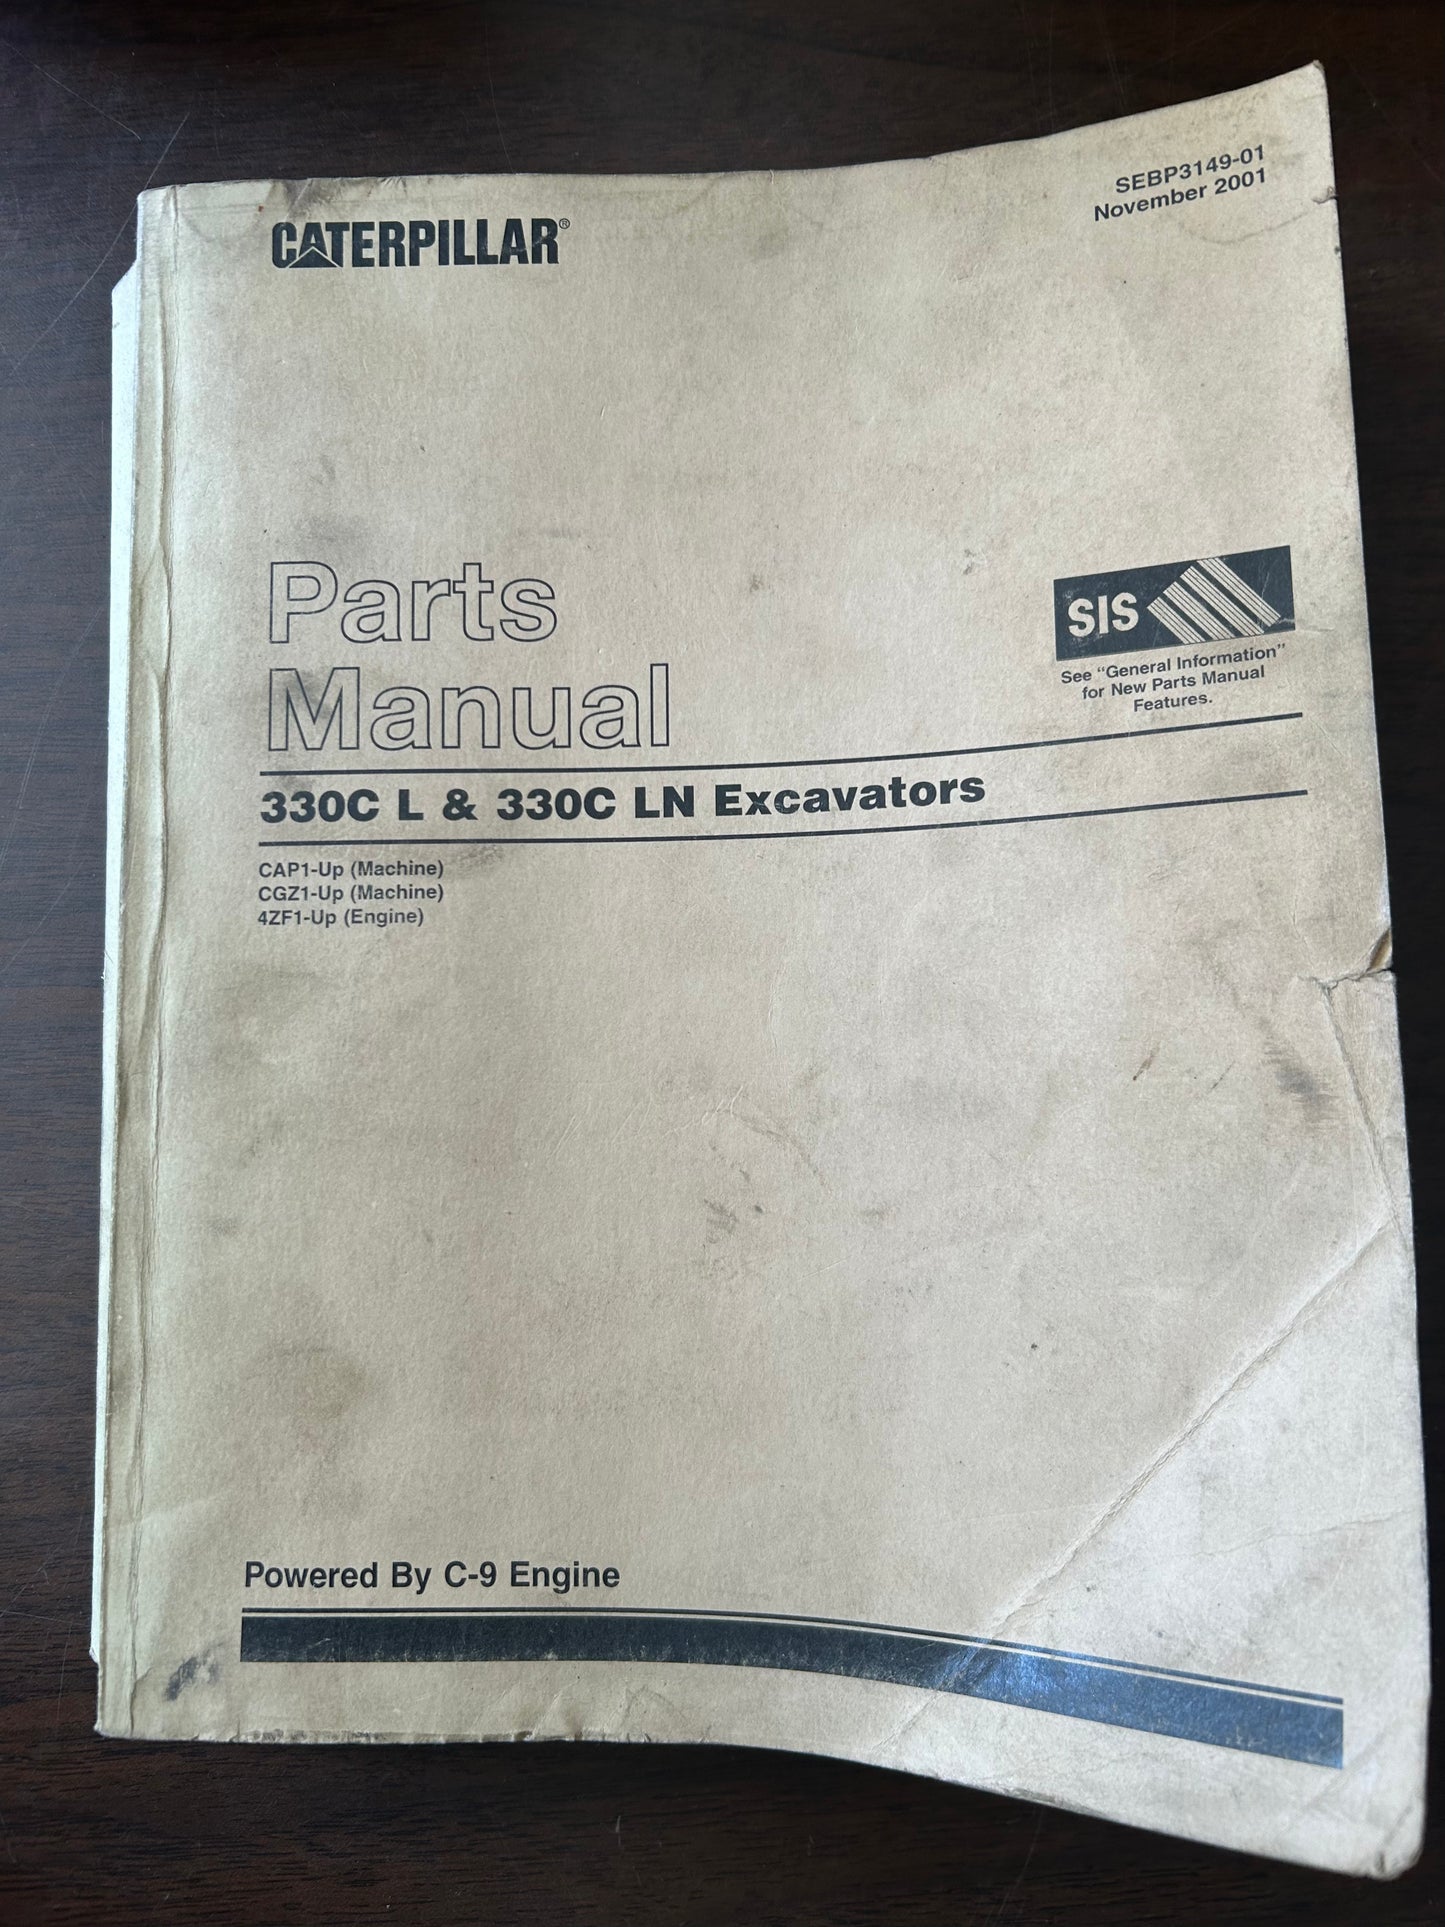 SEBP3149-01
November 2001
CATERPILLAR®
Parts
Manual
SIS
See "General Information"
for New Parts Manual
Features.
330C L & 330C LN Excavators
CAP1-Up (Machine)
CGZ1-Up (Machine)
4ZF1-Up (Engine)
Powered By C-9 Engine